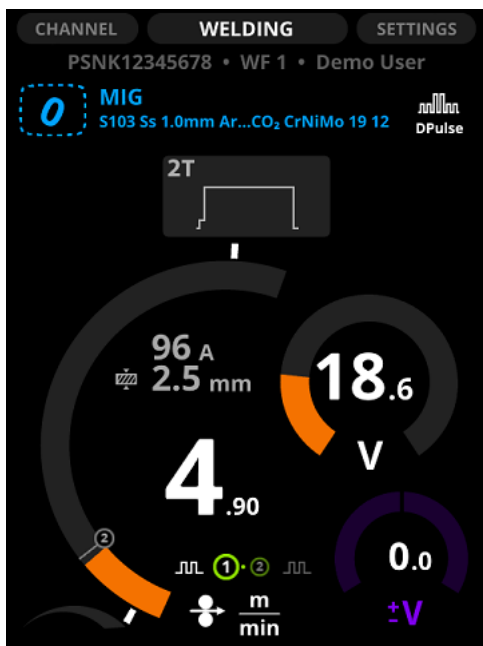 CHANNEL WELDING SETTINGS
PSNK12345678 • WF 1 • Demo User
0 MIG
S103 Ss 1.0mm Ar...CO₂ CrNiMo 19 12
DPulse
2T
96 A
2.5 mm
18.6
V
4.90
2
1 2
m
min
0.0
±V